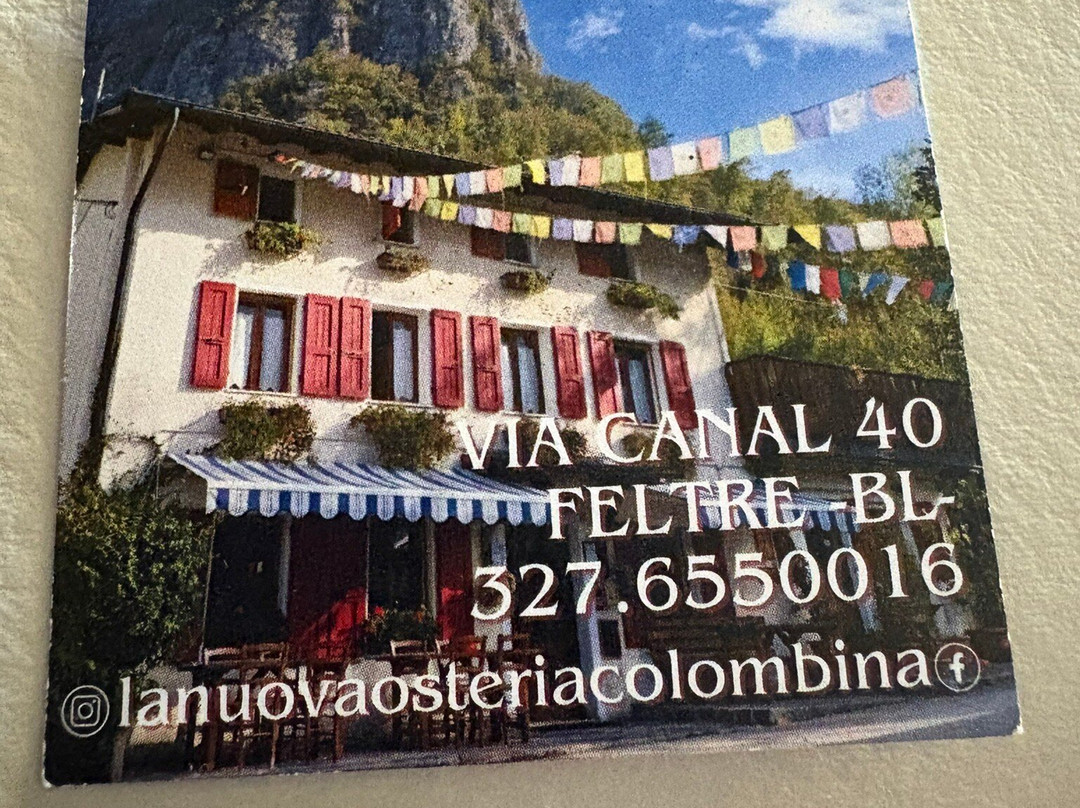 VIA CANAL 40
FELTRE -BL-
327.6550016
lanuovaosteriacolombina